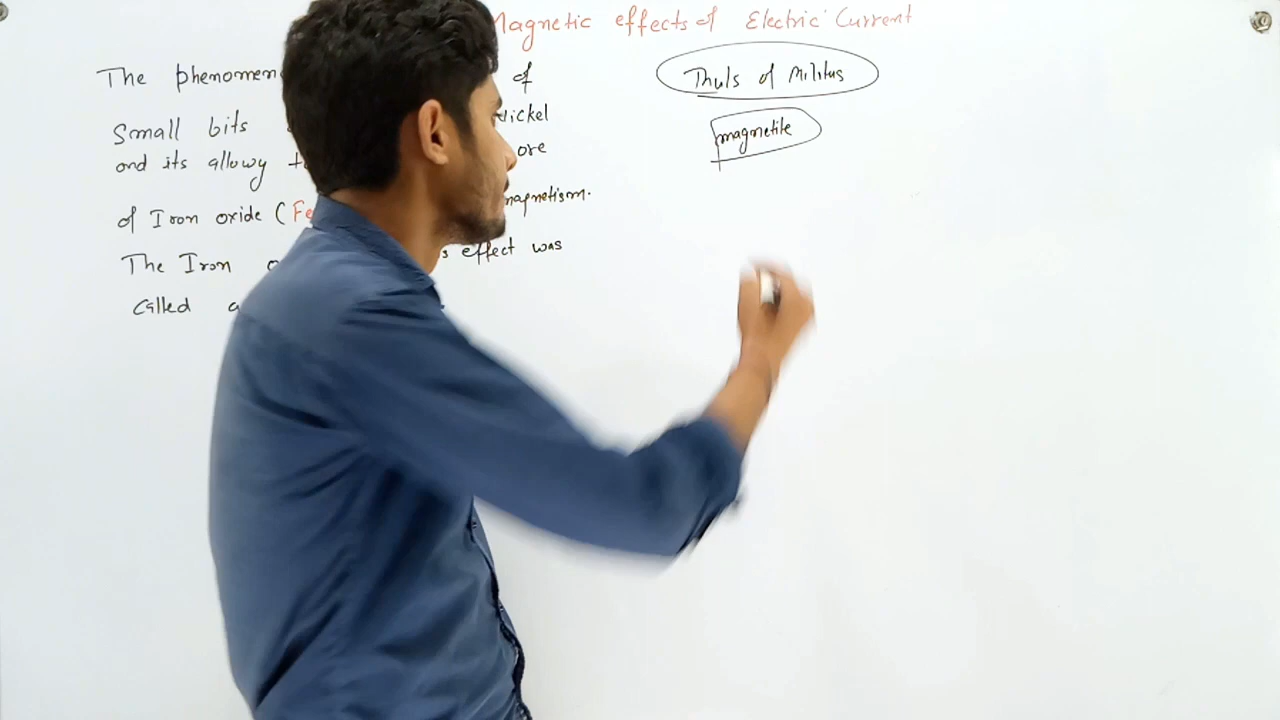 Magnetic effects of Electric Current
The phenomen of
Small bits Nickel
and its allowy ore
of Iron oxide ( Fe magnetism.
The Iron effect was
Called a
Thuls of Militus
magnetite